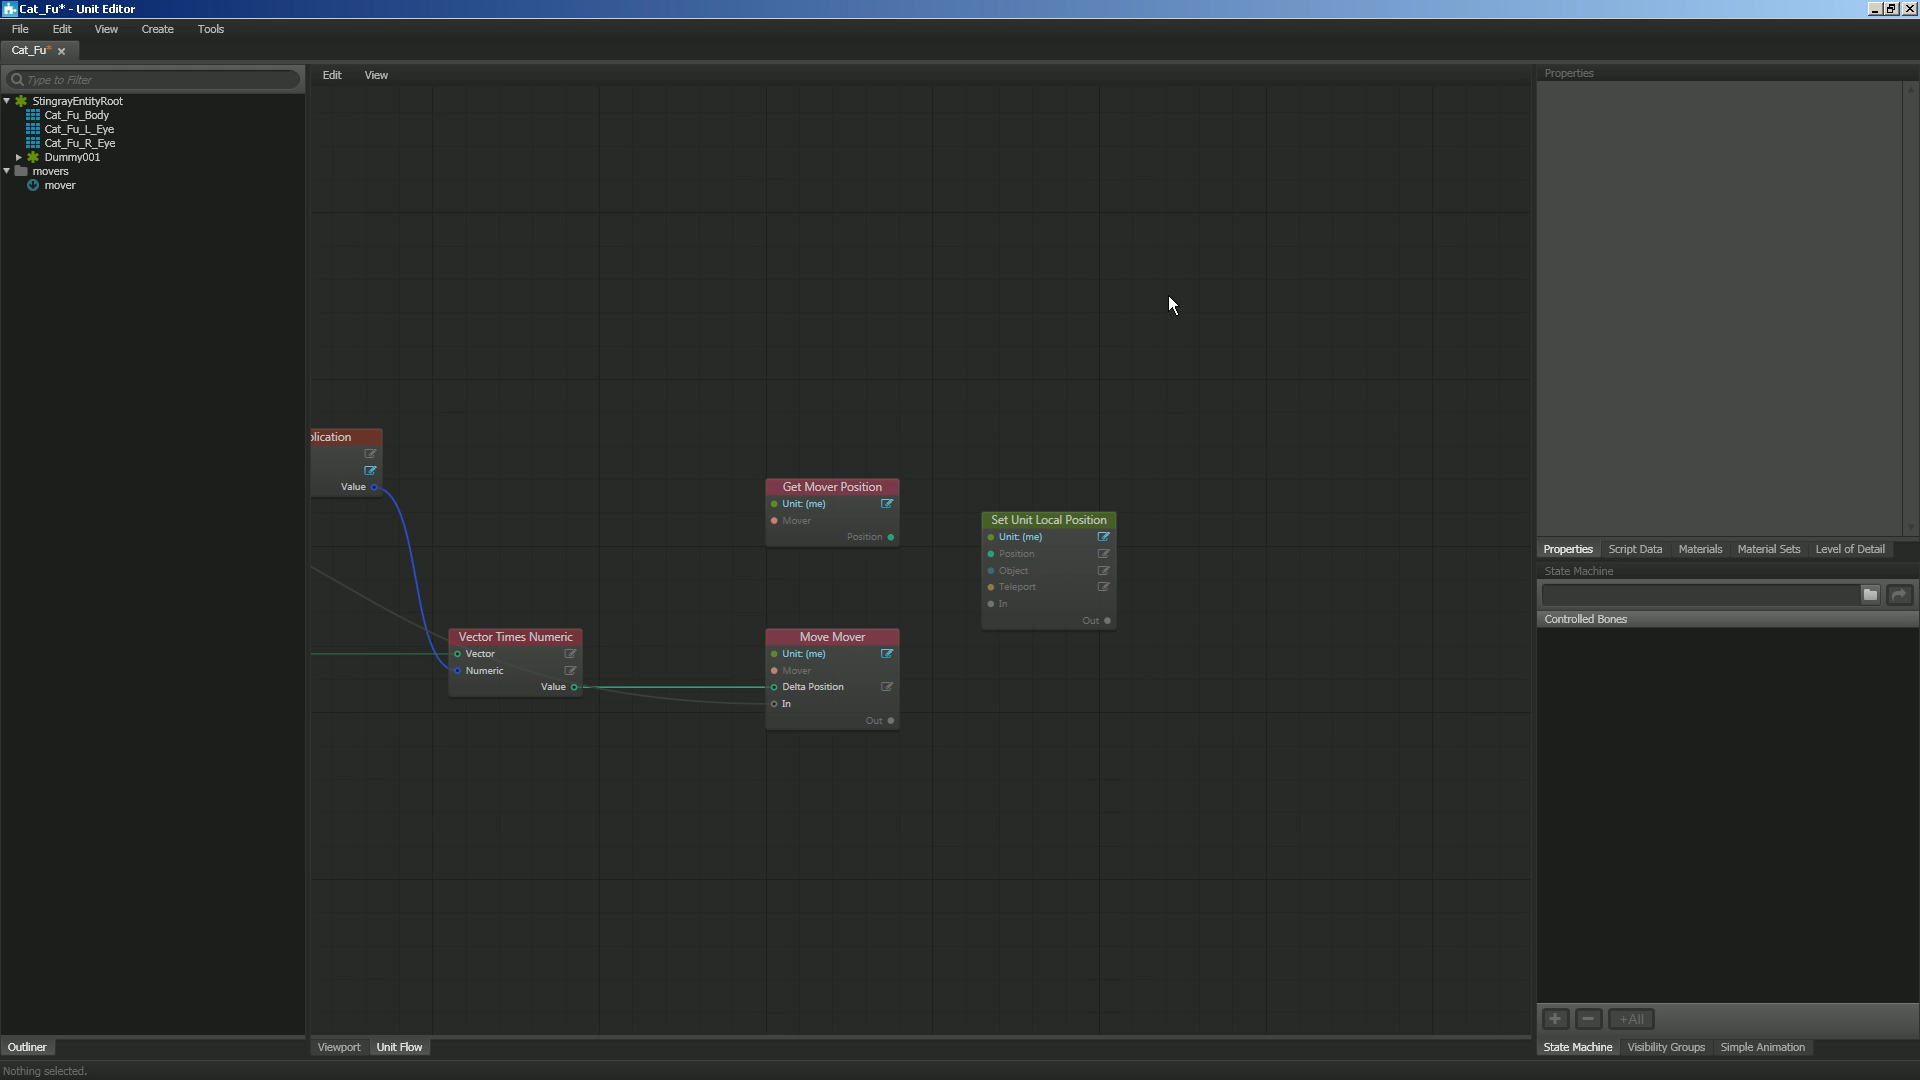 Cat_Fu* - Unit Editor
File Edit View Create Tools
Cat_Fu*
Type to Filter
StingrayEntityRoot
Cat_Fu_Body
Cat_Fu_L_Eye
Cat_Fu_R_Eye
Dummy001
movers
mover
Outliner
Nothing selected.
Edit View
plication
Value
Vector Times Numeric
Vector
Numeric
Value
Get Mover Position
Unit: (me)
Mover
Position
Move Mover
Unit: (me)
Mover
Delta Position
In
Out
Set Unit Local Position
Unit: (me)
Position
Object
Teleport
In
Out
Viewport Unit Flow
Properties
Properties Script Data Materials Material Sets Level of Detail
State Machine
Controlled Bones
+All
State Machine Visibility Groups Simple Animation